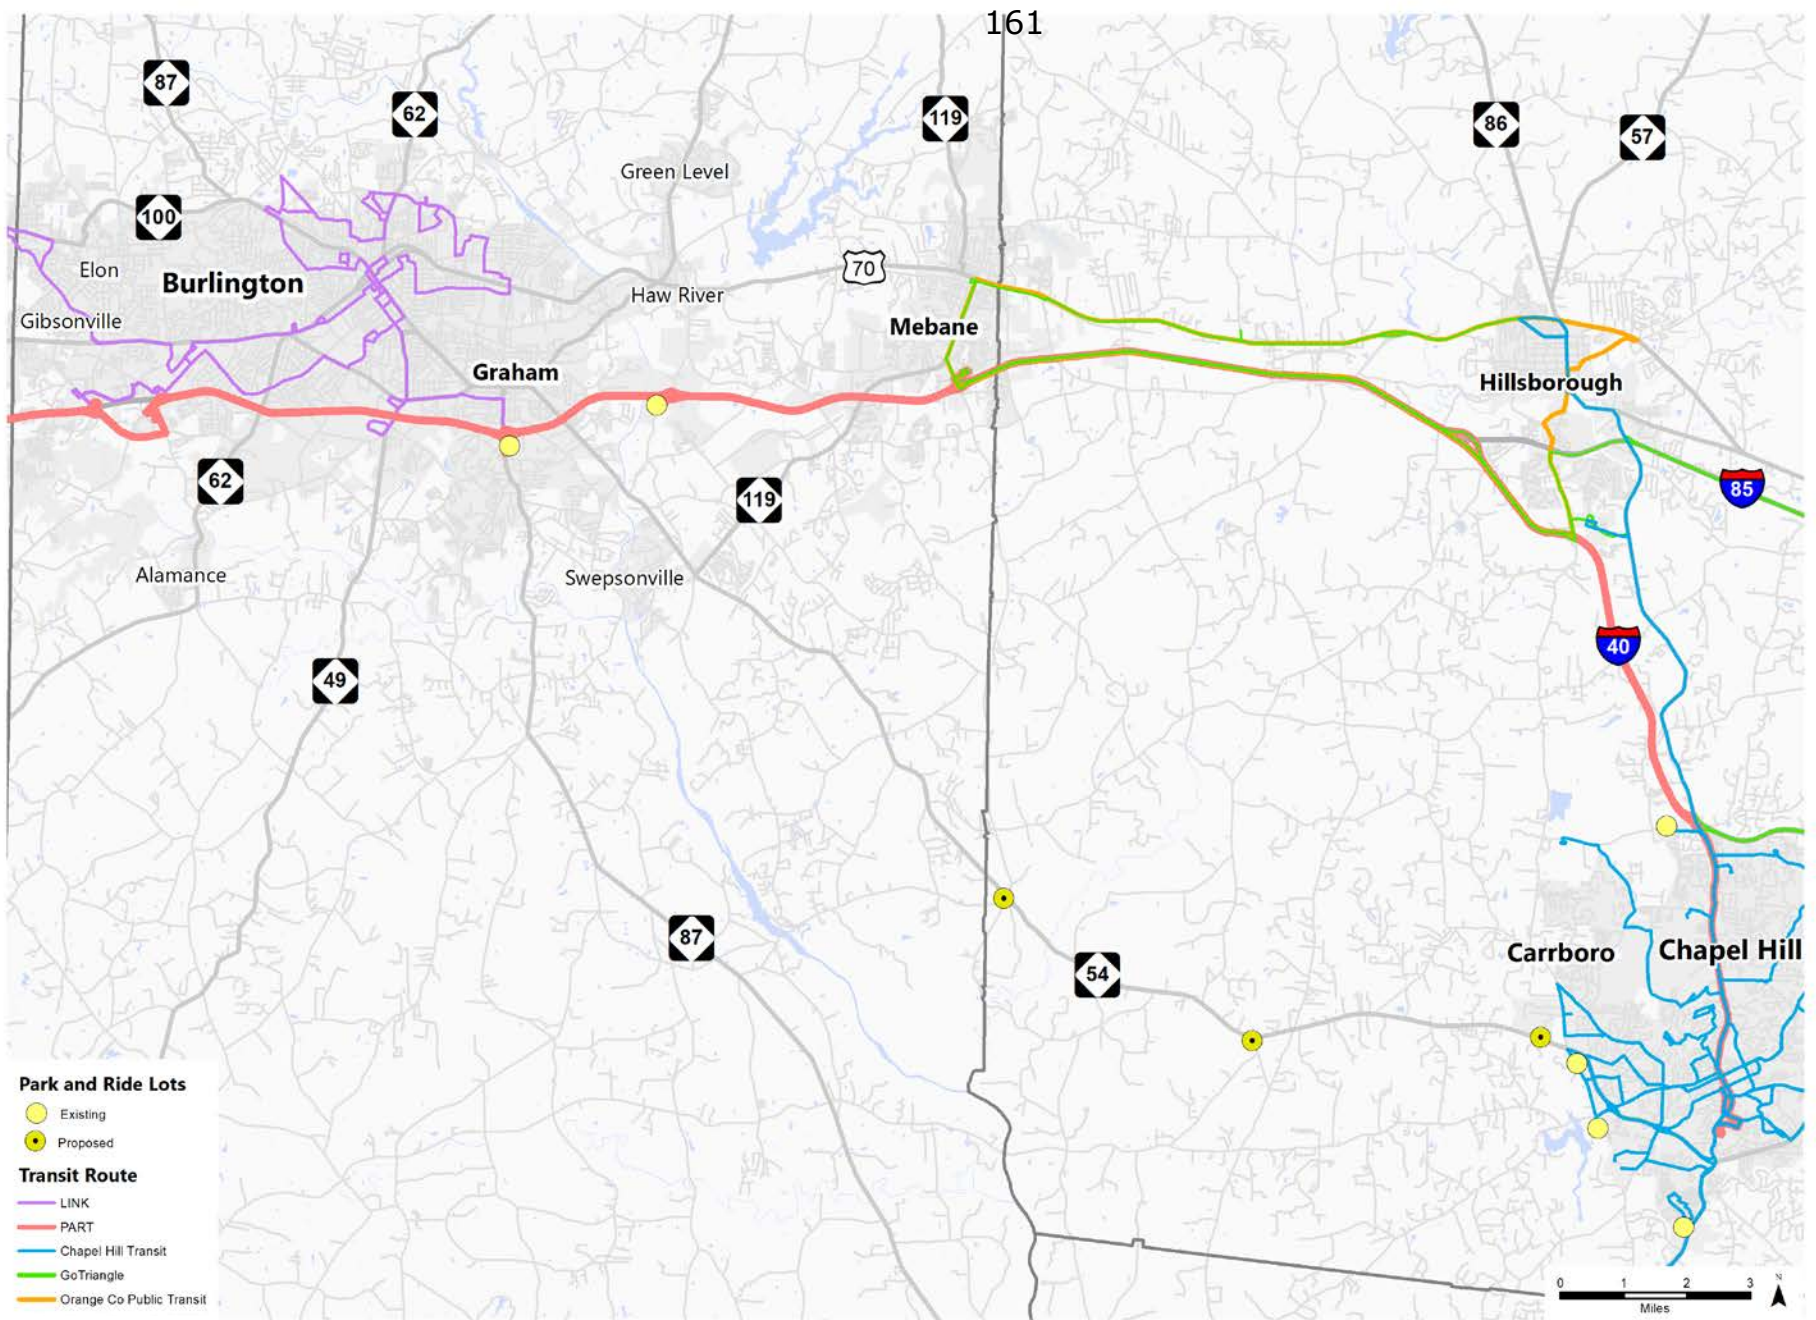 161
87
62
119
86
57
Green Level
100
Elon
Burlington
70
Haw River
Gibsonville
Mebane
Graham
Hillsborough
62
119
85
Alamance
Swepsonville
40
49
87
Carrboro
Chapel Hill
54
Park and Ride Lots
Existing
Proposed
Transit Route
LINK
PART
Chapel Hill Transit
GoTriangle
Orange Co Public Transit
0 1 2 3
Miles
N